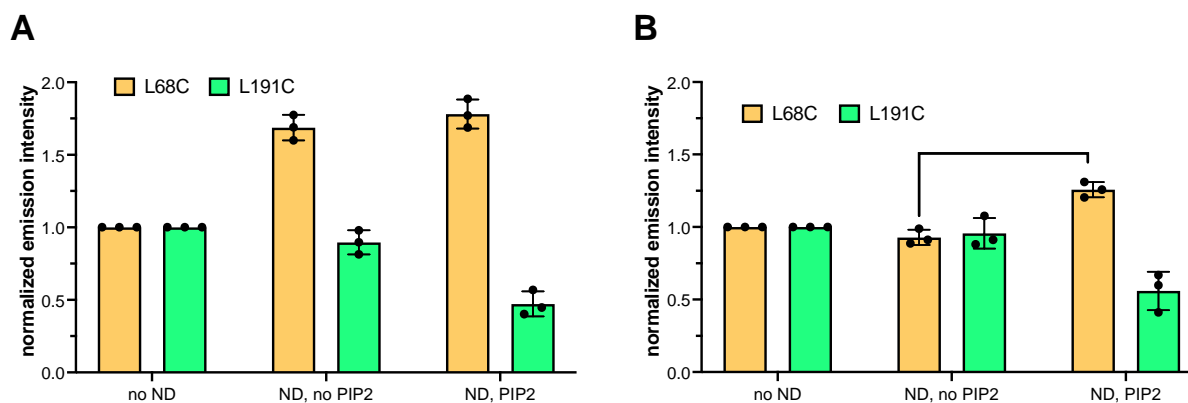 A
normalized emission intensity
2.0
1.5
1.0
0.5
0.0
L68C
L191C
no ND
ND, no PIP2
ND, PIP2
B
normalized emission intensity
2.0
1.5
1.0
0.5
0.0
L68C
L191C
no ND
ND, no PIP2
ND, PIP2